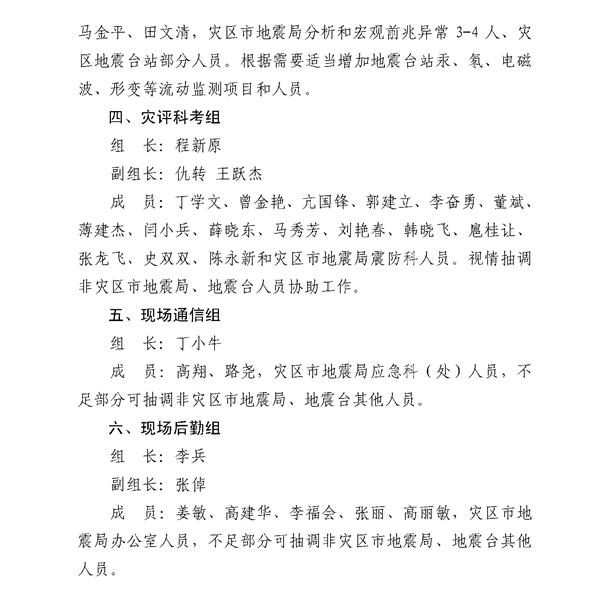 马金平、田文清，灾区市地震局分析和宏观前兆异常 3-4 人、灾
区地震台站部分人员。根据需要适当增加地震台站汞、氡、电磁
波、形变等流动监测项目和人员。
四、灾评科考组
组　长：程新原
副组长：仇转 王跃杰
成　员：丁学文、曾金艳、亢国锋、郭建立、李奋勇、董斌、
薄建杰、闫小兵、薛晓东、马秀芳、刘艳春、韩晓飞、扈桂让、
张龙飞、史双双、陈永新和灾区市地震局震防科人员。视情抽调
非灾区市地震局、地震台人员协助工作。
五、现场通信组
组　长：丁小牛
成　员：高翔、路尧，灾区市地震局应急科（处）人员，不
足部分可抽调非灾区市地震局、地震台其他人员。
六、现场后勤组
组　长：李兵
副组长：张倬
成　员：姜敏、高建华、李福会、张丽、高丽敏，灾区市地
震局办公室人员，不足部分可抽调非灾区市地震局、地震台其他
人员。